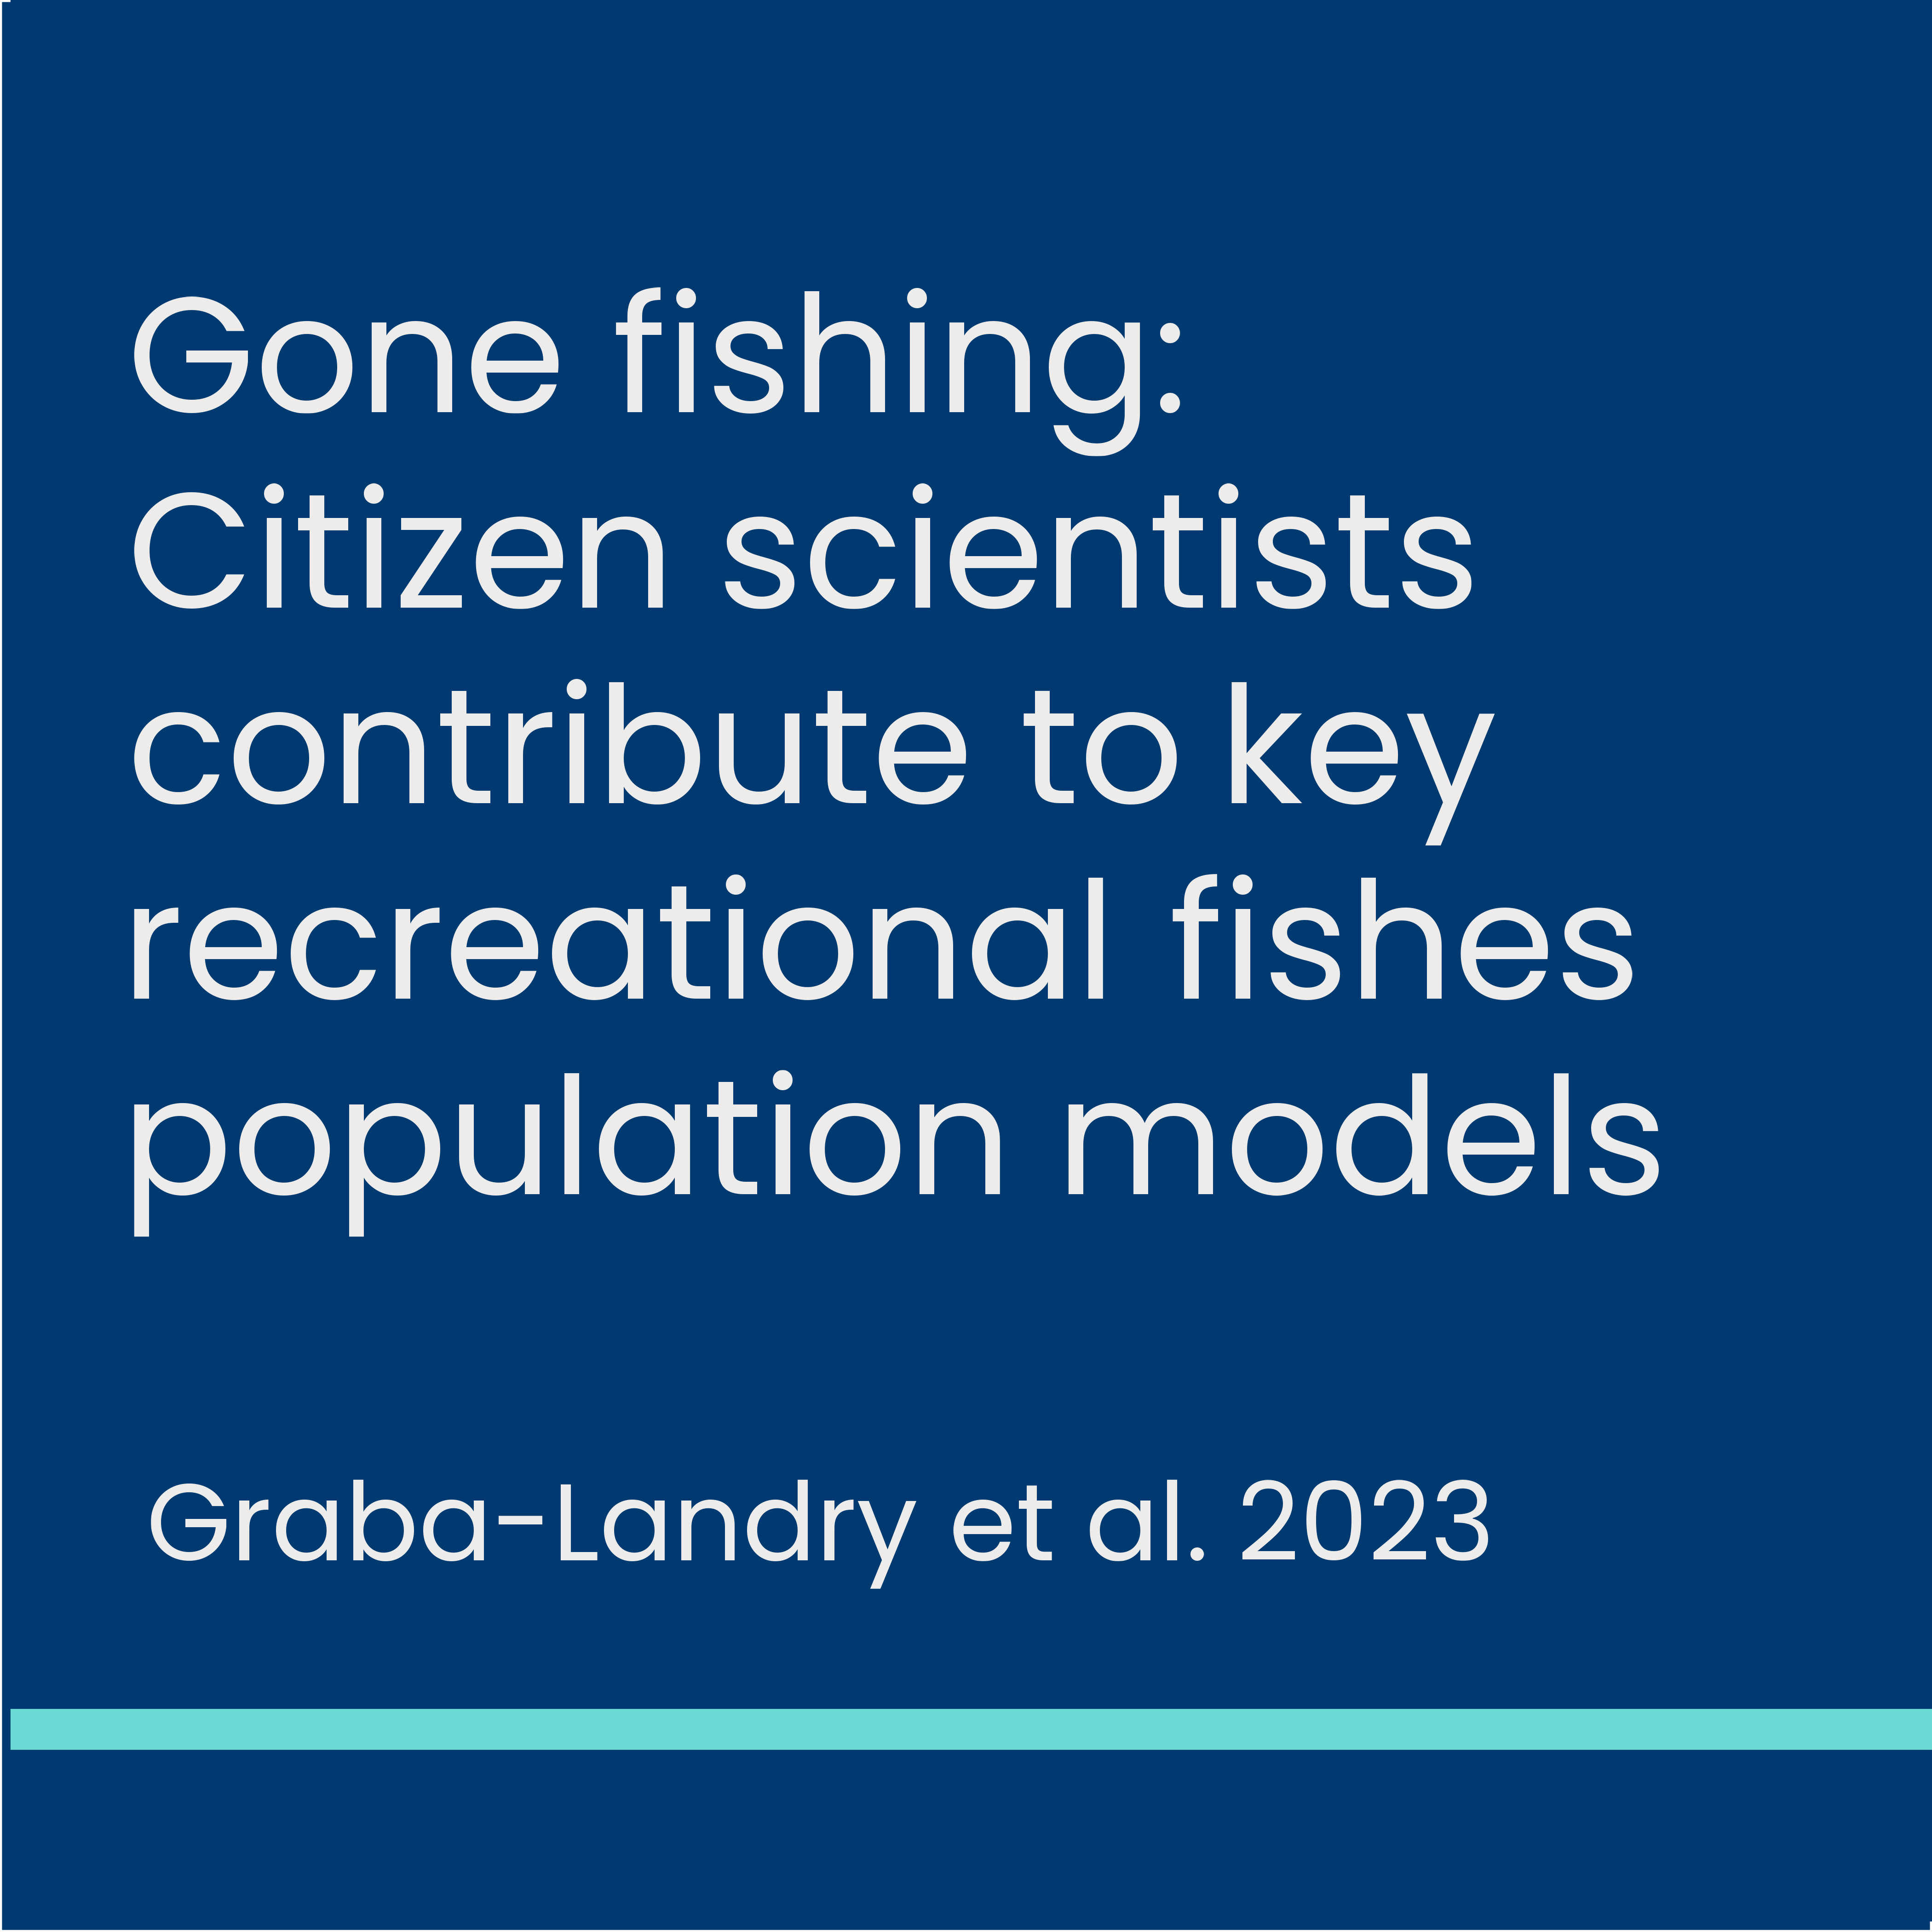 Gone fishing:
Citizen scientists
contribute to key
recreational fishes
population models
Graba-Landry et al. 2023